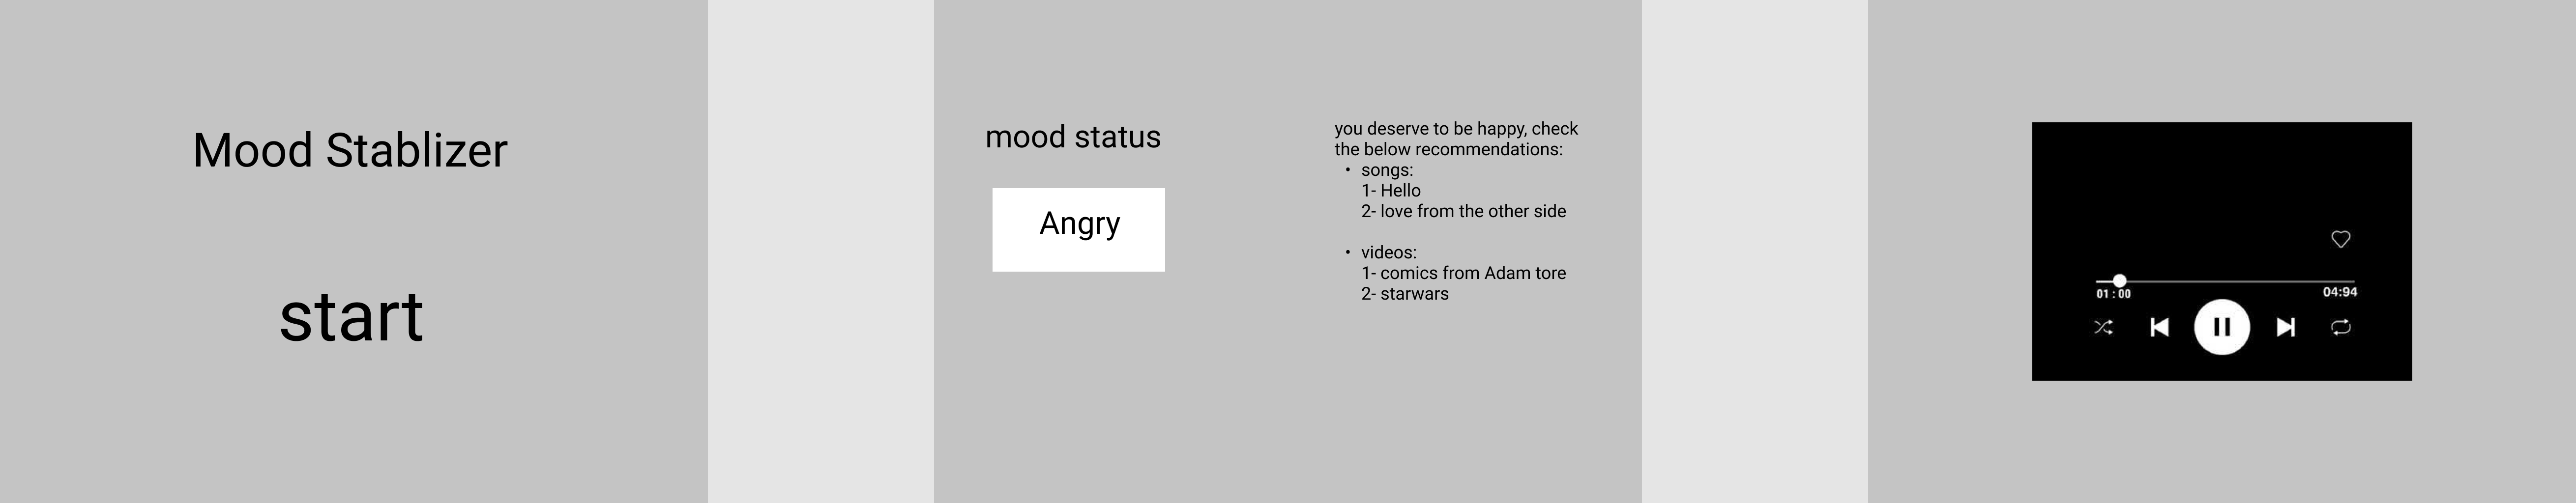 Mood Stablizer
start
mood status
Angry
you deserve to be happy, check
the below recommendations:
• songs:
1- Hello
2- love from the other side
• videos:
1- comics from Adam tore
2- starwars
01 : 00
04:94